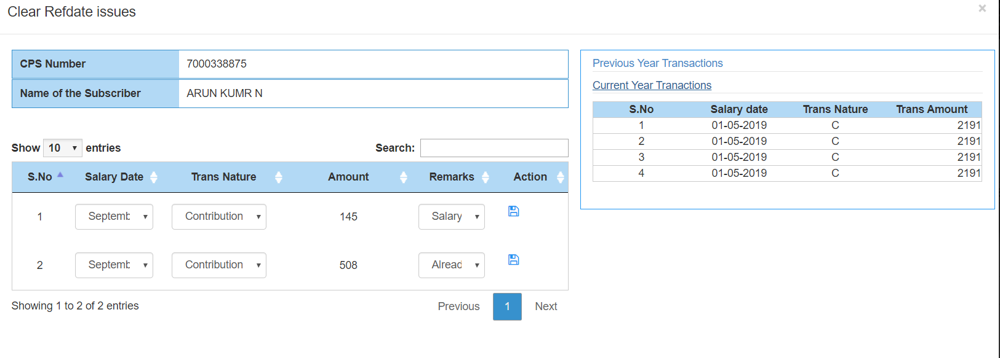 Clear Refdate issues
×
CPS Number 7000338875
Name of the Subscriber ARUN KUMR N
Show 10 entries Search:
S.No Salary Date Trans Nature Amount Remarks Action
1 Septemb Contribution 145 Salary
2 Septemb Contribution 508 Alread
Showing 1 to 2 of 2 entries Previous 1 Next
Previous Year Transactions
Current Year Tranactions
S.No Salary date Trans Nature Trans Amount
1 01-05-2019 C 2191
2 01-05-2019 C 2191
3 01-05-2019 C 2191
4 01-05-2019 C 2191